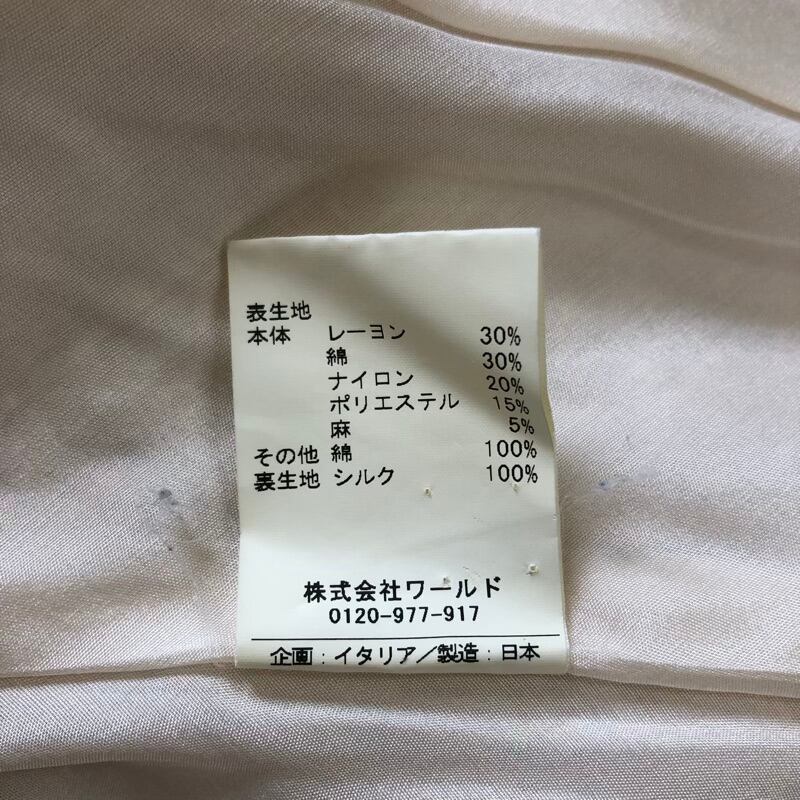 表生地
本体 レーヨン 30%
綿 30%
ナイロン 20%
ポリエステル 15%
麻 5%
その他 綿 100%
裏生地 シルク 100%
株式会社ワールド
0120-977-917
企画:イタリア/製造:日本